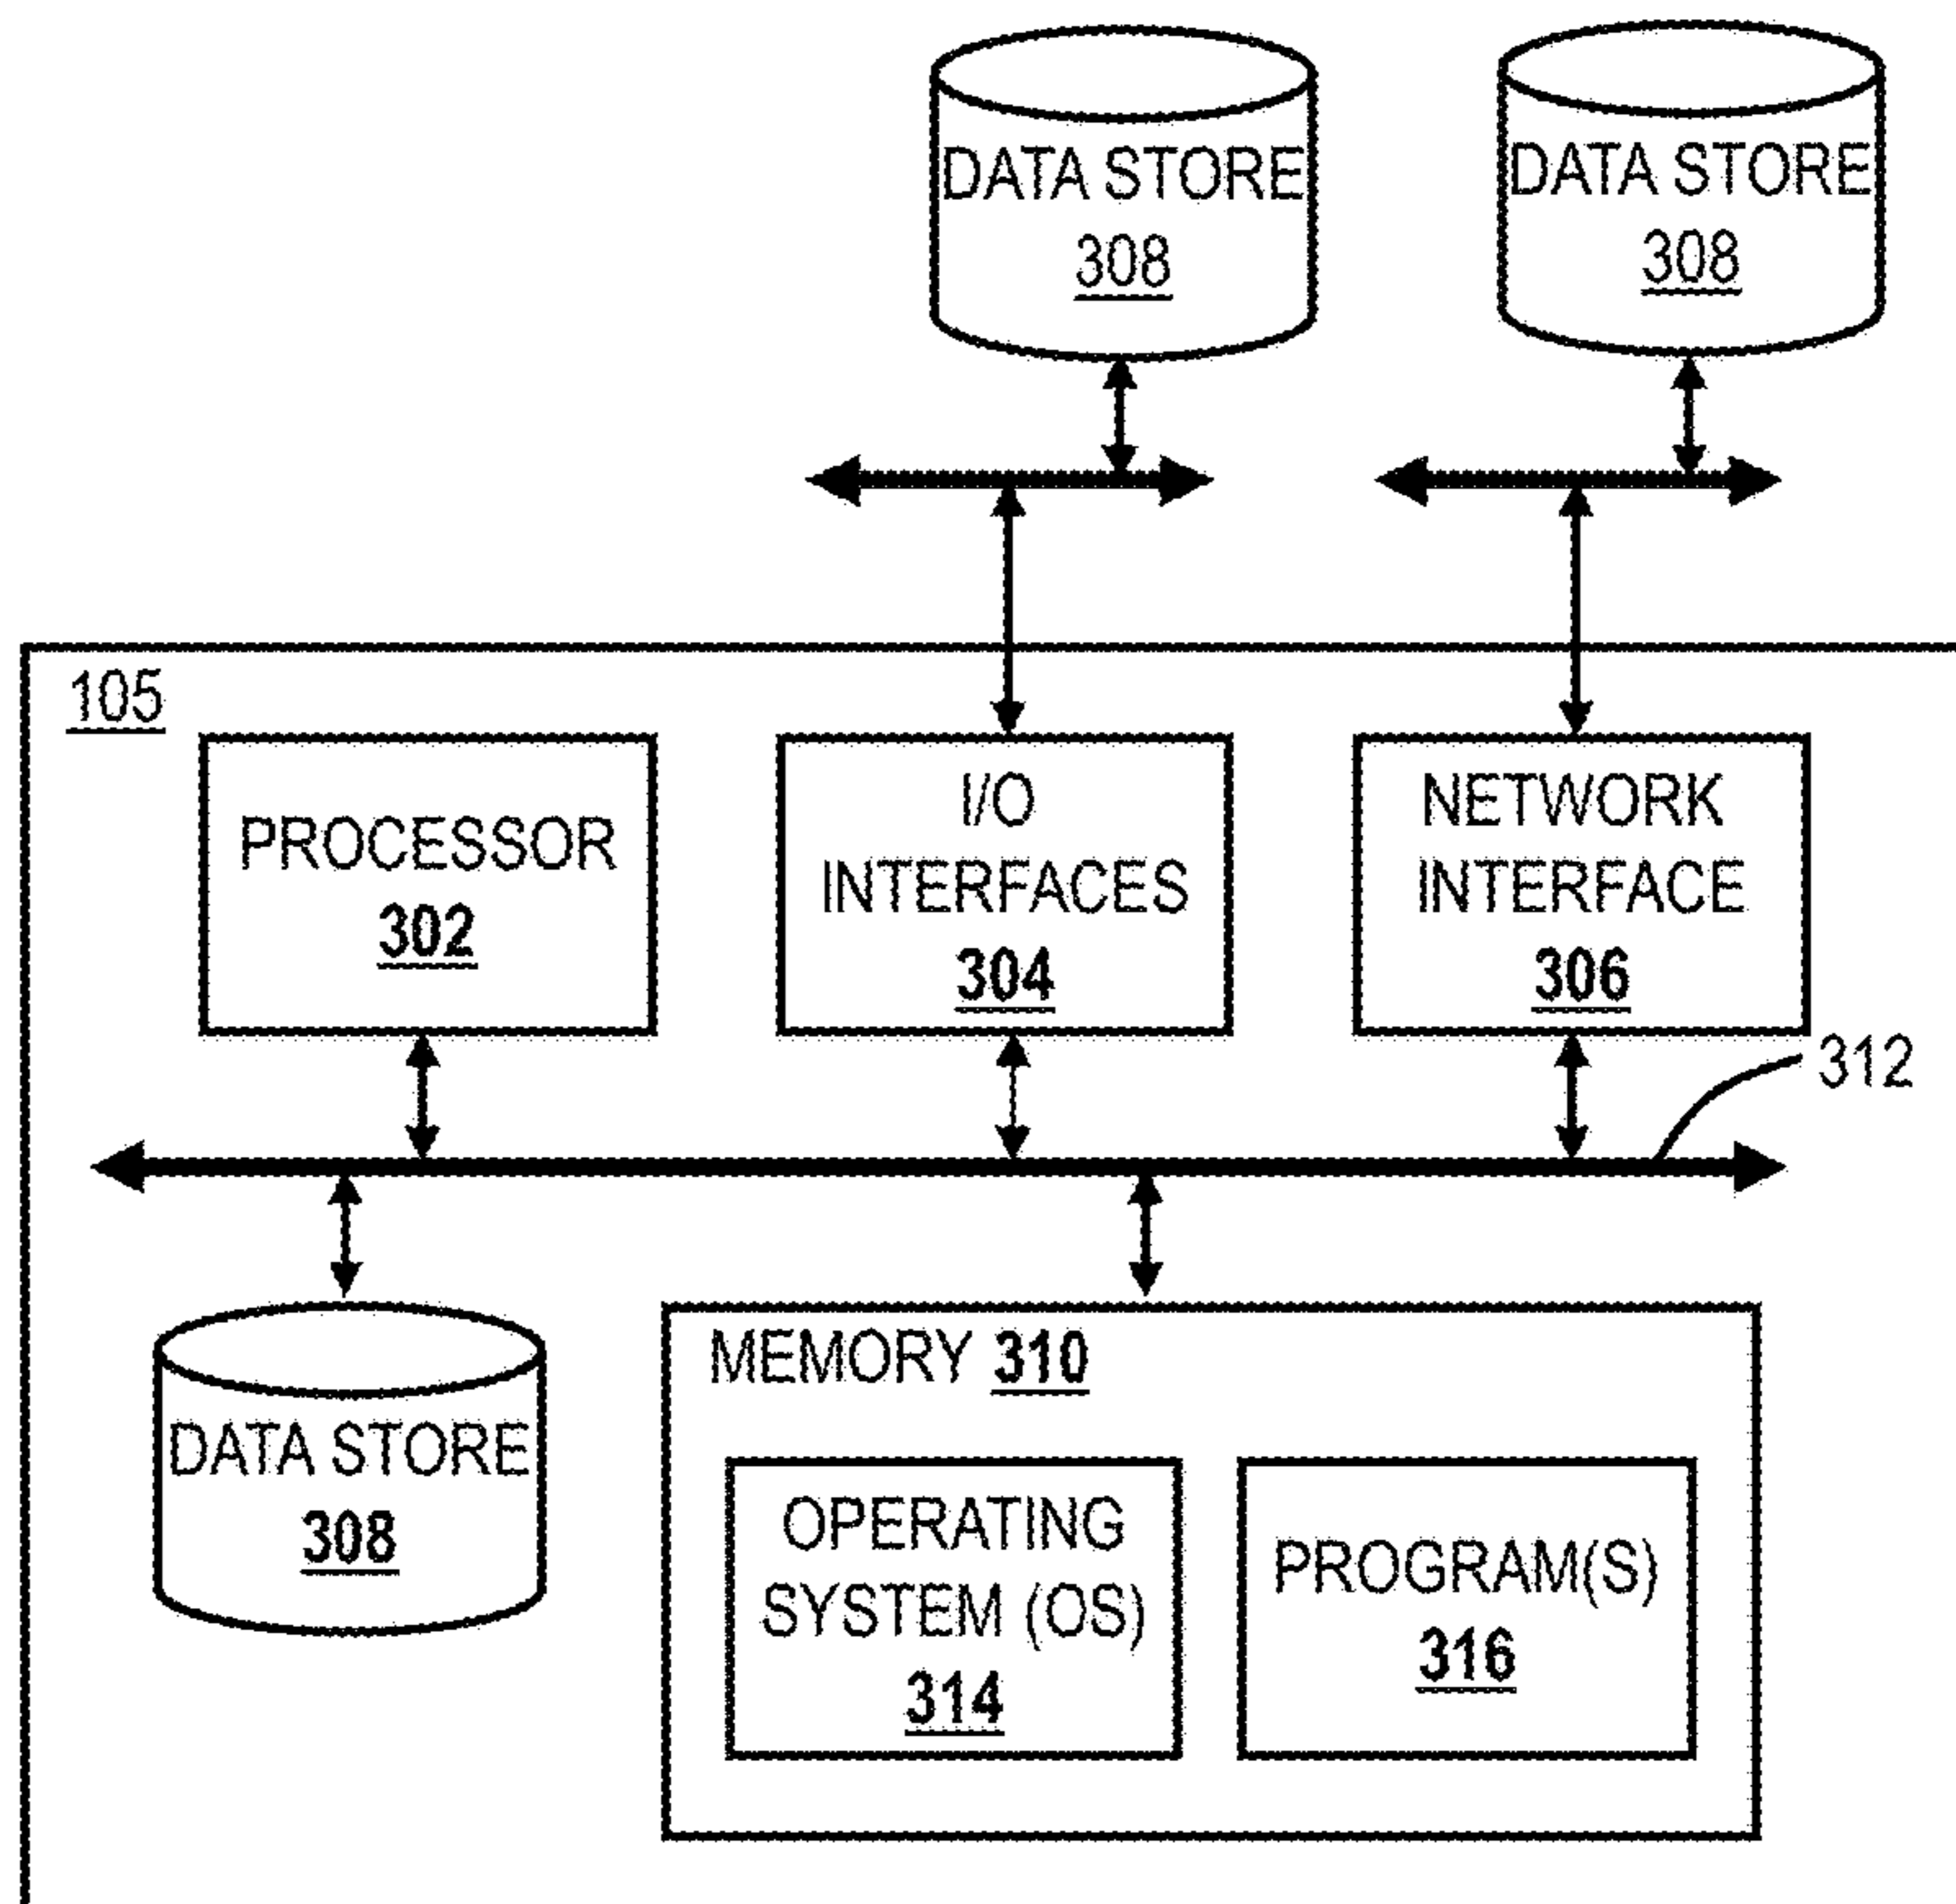 DATA STORE
308
DATA STORE
308
105
PROCESSOR
302
I/O
INTERFACES
304
NETWORK
INTERFACE
306
312
DATA STORE
308
MEMORY 310
OPERATING
SYSTEM (OS)
314
PROGRAM(S)
316